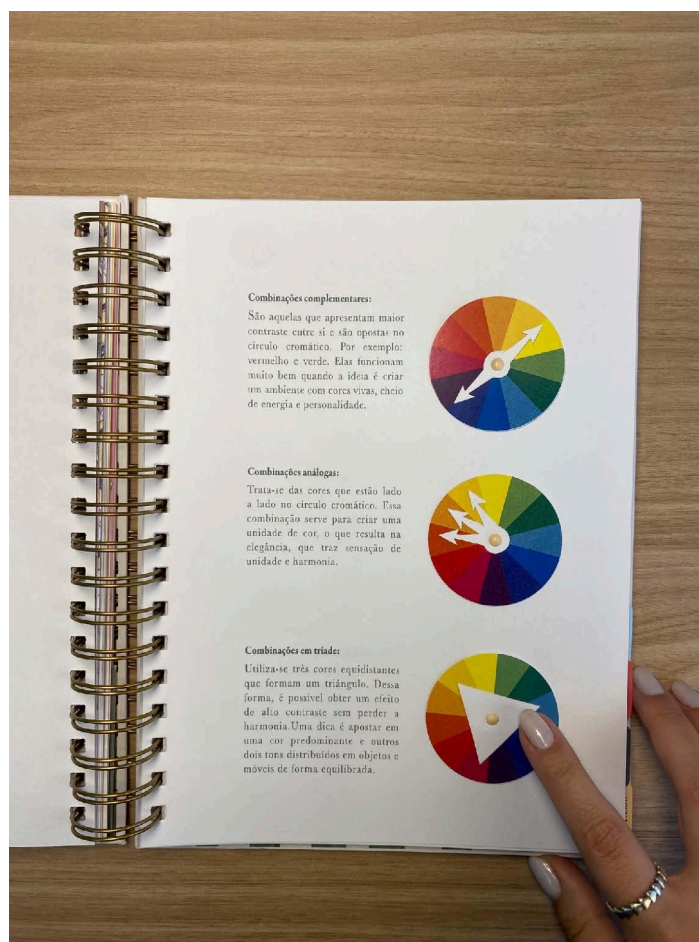 Combinações complementares:
São aquelas que apresentam maior
contraste entre si e são opostas no
círculo cromático. Por exemplo:
vermelho e verde. Elas funcionam
muito bem quando a ideia é criar
um ambiente com cores vivas, cheio
de energia e personalidade.
Combinações análogas:
Trata-se das cores que estão lado
a lado no círculo cromático. Essa
combinação serve para criar uma
unidade de cor, o que resulta na
elegância, que traz sensação de
unidade e harmonia.
Combinações em tríade:
Utiliza-se três cores equidistantes
que formam um triângulo. Dessa
forma, é possível obter um efeito
de alto contraste sem perder a
harmonia.Uma dica é apostar em
uma cor predominante e outros
dois tons distribuídos em objetos e
móveis de forma equilibrada.